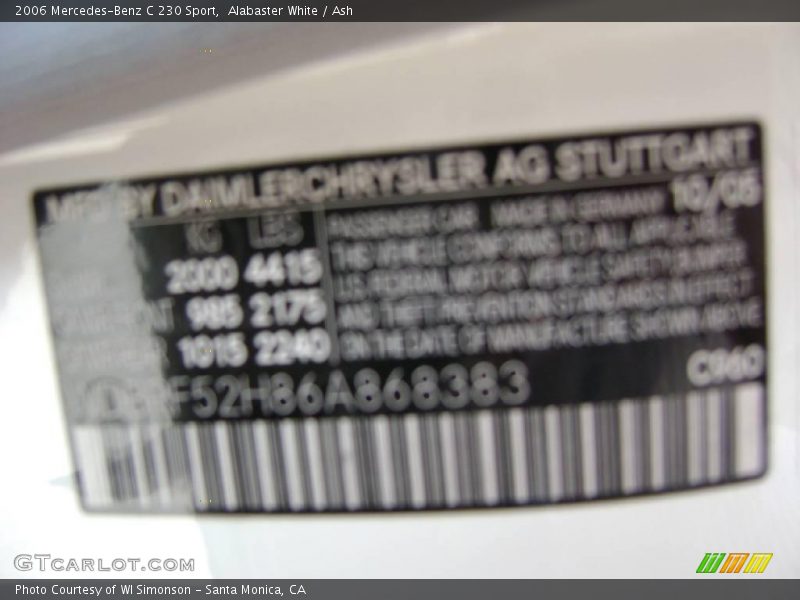 2006 Mercedes-Benz C 230 Sport,  Alabaster White / Ash
MFD BY DAIMLERCHRYSLER AG STUTTGART
KG LBS PASSENGER CAR MADE IN GERMANY 10/05
THE VEHICLE CONFORMS TO ALL APPLICABLE
2000 4415 U.S. FEDERAL MOTOR VEHICLE SAFETY BUMPER
985 2175 AND THEFT PREVENTION STANDARDS IN EFFECT
1015 2240 ON THE DATE OF MANUFACTURE SHOWN ABOVE
F52H86A868383 C960
GTCARLOT.COM
Photo Courtesy of WI Simonson - Santa Monica, CA